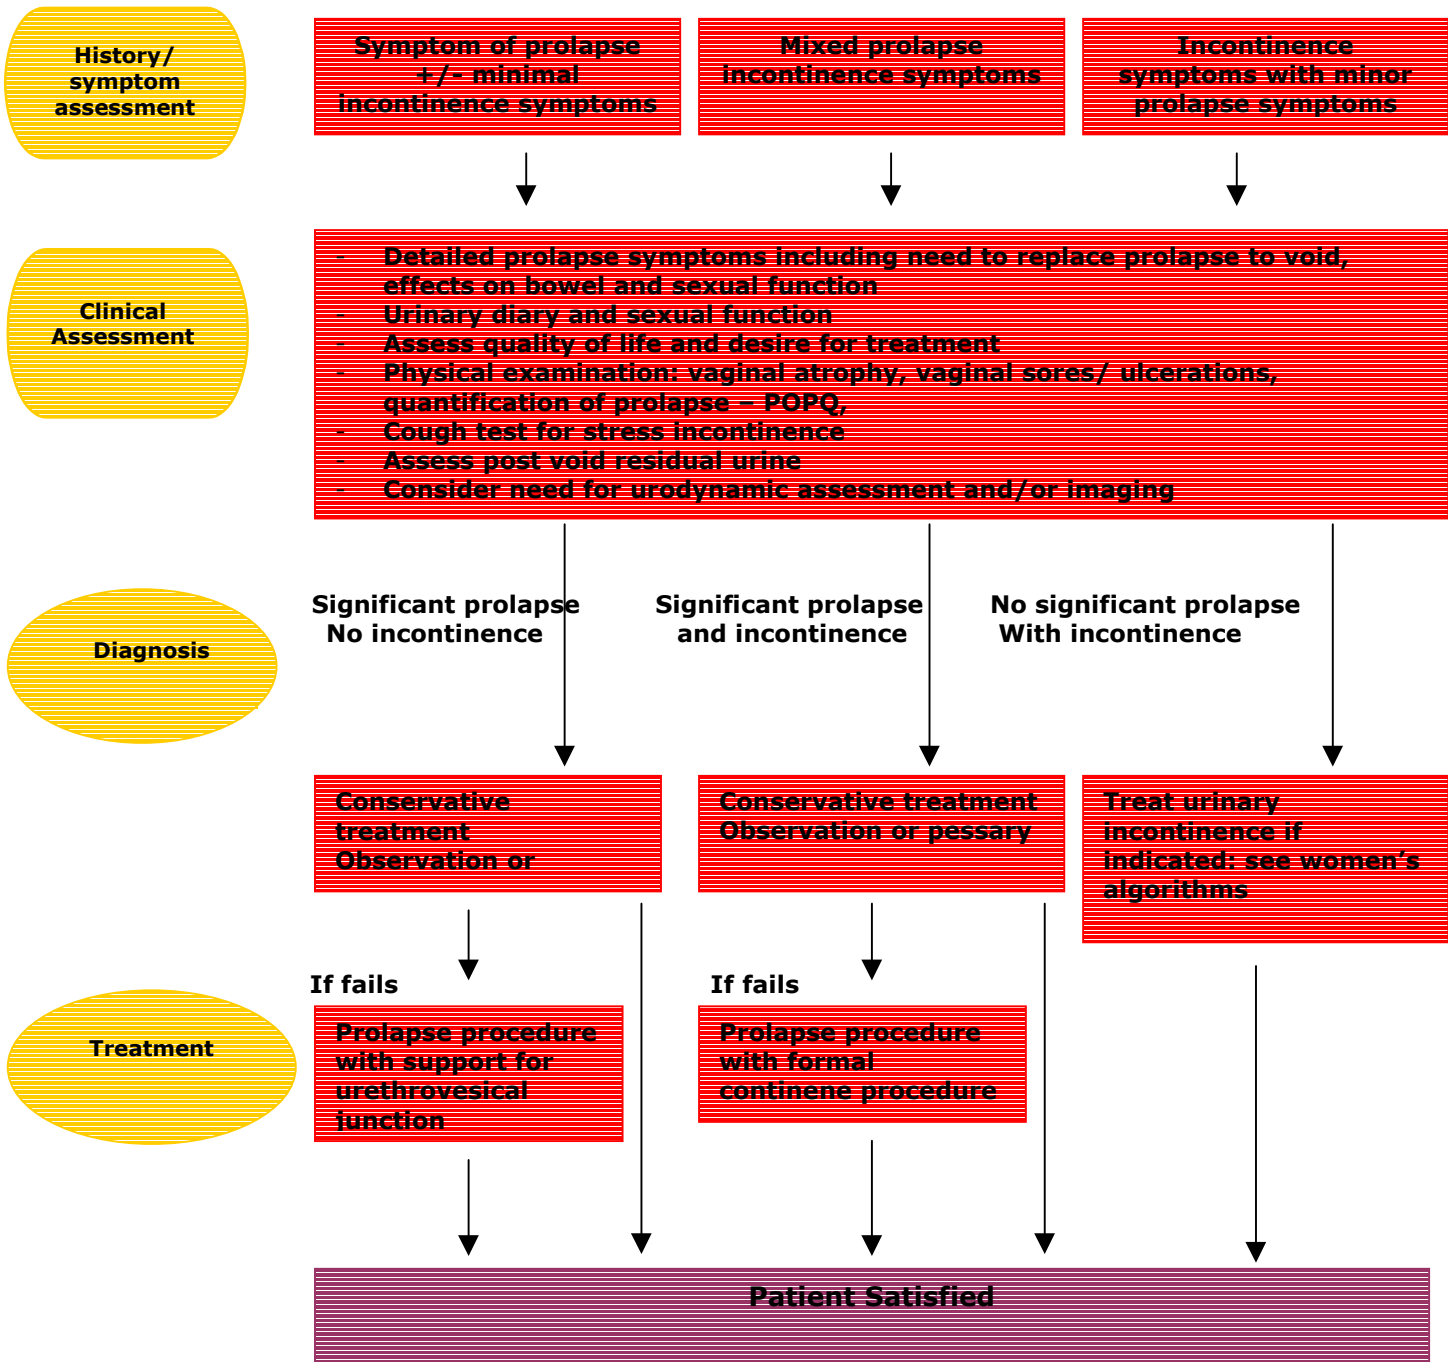 History/
symptom
assessment
Symptom of prolapse
+/- minimal
incontinence symptoms
Mixed prolapse
incontinence symptoms
Incontinence
symptoms with minor
prolapse symptoms
Clinical
Assessment
- Detailed prolapse symptoms including need to replace prolapse to void,
effects on bowel and sexual function
- Urinary diary and sexual function
- Assess quality of life and desire for treatment
- Physical examination: vaginal atrophy, vaginal sores/ ulcerations,
quantification of prolapse – POPQ,
- Cough test for stress incontinence
- Assess post void residual urine
- Consider need for urodynamic assessment and/or imaging
Diagnosis
Significant prolapse
No incontinence
Significant prolapse
and incontinence
No significant prolapse
With incontinence
Conservative
treatment
Observation or
Conservative treatment
Observation or pessary
Treat urinary
incontinence if
indicated: see women’s
algorithms
Treatment
If fails
Prolapse procedure
with support for
urethrovesical
junction
If fails
Prolapse procedure
with formal
continene procedure
Patient Satisfied